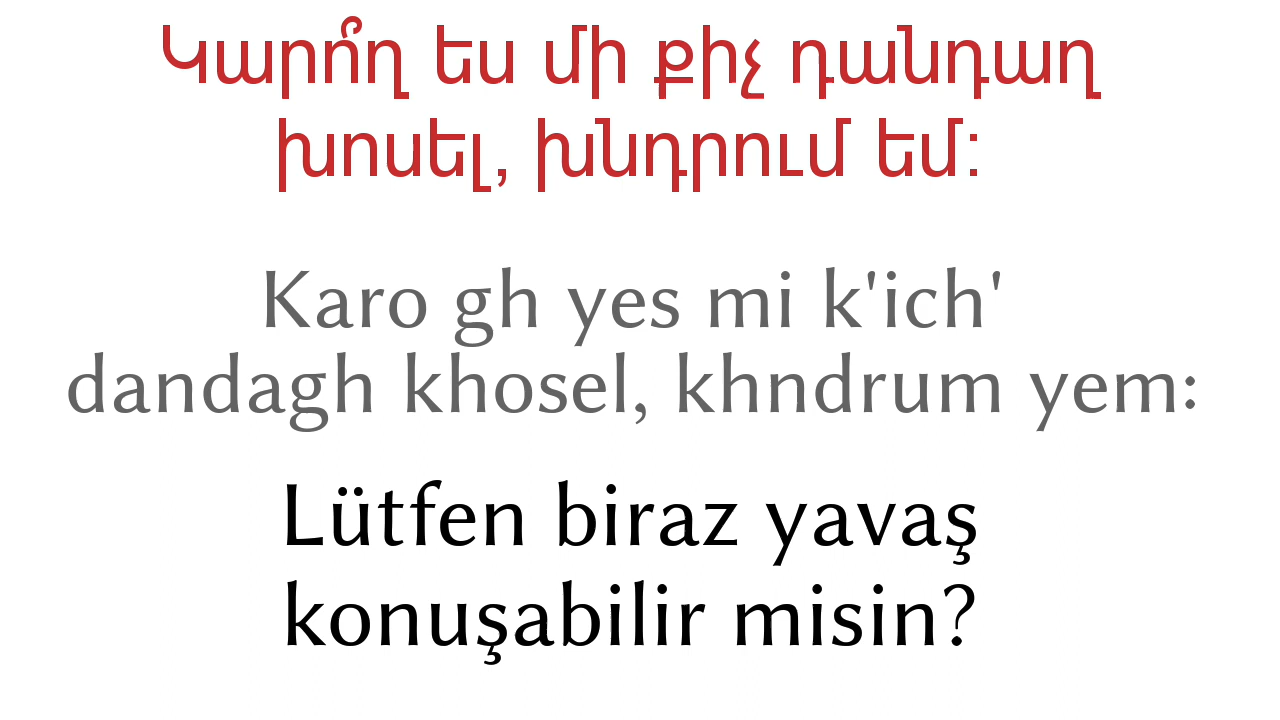 Կարո՞ղ ես մի քիչ դանդաղ
խոսել, խնդրում եմ:
Karo gh yes mi k'ich'
dandagh khosel, khndrum yem։
Lütfen biraz yavaş
konuşabilir misin?